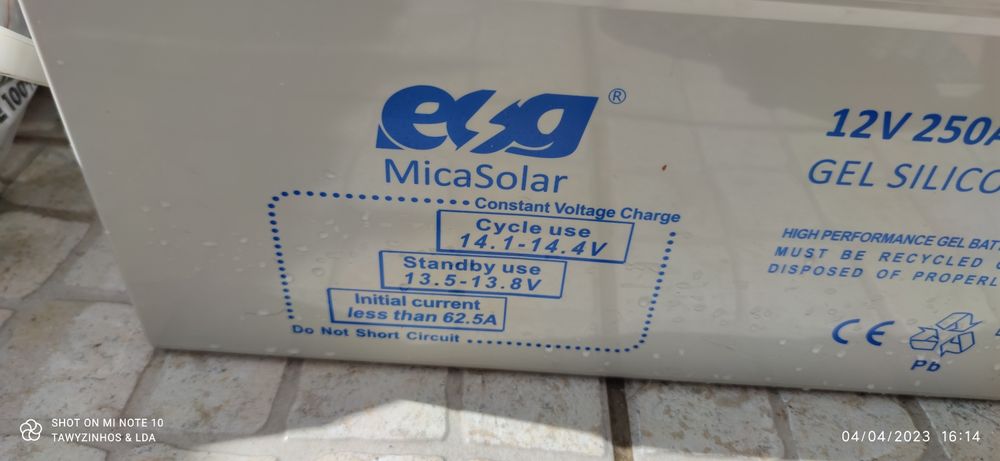 esg®
MicaSolar
Constant Voltage Charge
Cycle use
14.1-14.4V
Standby use
13.5-13.8V
Initial current
less than 62.5A
Do Not Short Circuit
12V 250A
GEL SILICO
HIGH PERFORMANCE GEL BAT
MUST BE RECYCLED
DISPOSED OF PROPERL
CE
Pb
100
SHOT ON MI NOTE 10
TAWYZINHOS & LDA
04/04/2023 16:14